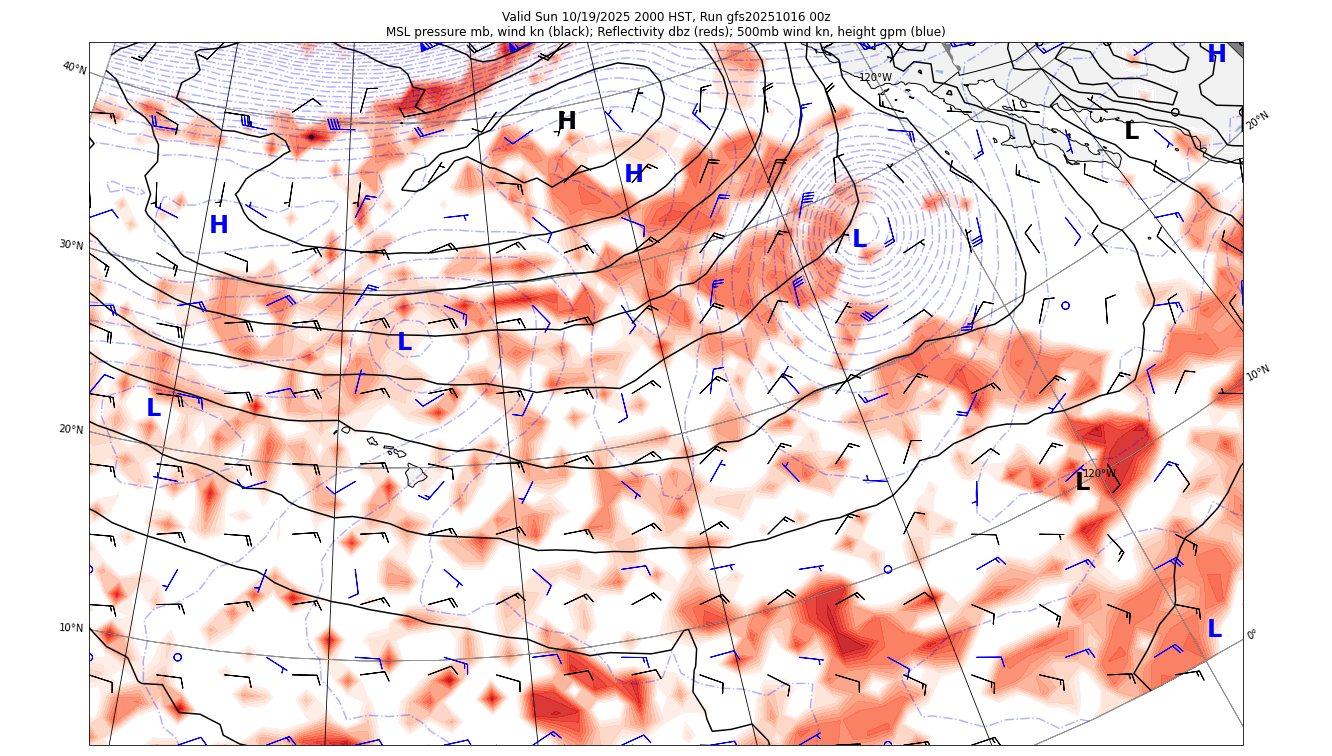 Valid Sun 10/19/2025 2000 HST, Run gfs20251016 00z
MSL pressure mb, wind kn (black); Reflectivity dbz (reds); 500mb wind kn, height gpm (blue)
H
40°N
120°W
H
L
20°N
H
H
L
30°N
L
10°N
L
20°N
120°W
L
10°N
L
0°